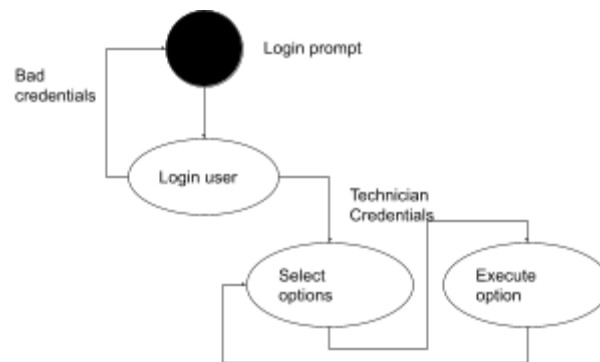 Login prompt
Bad
credentials
Login user
Technician
Credentials
Select
options
Execute
option